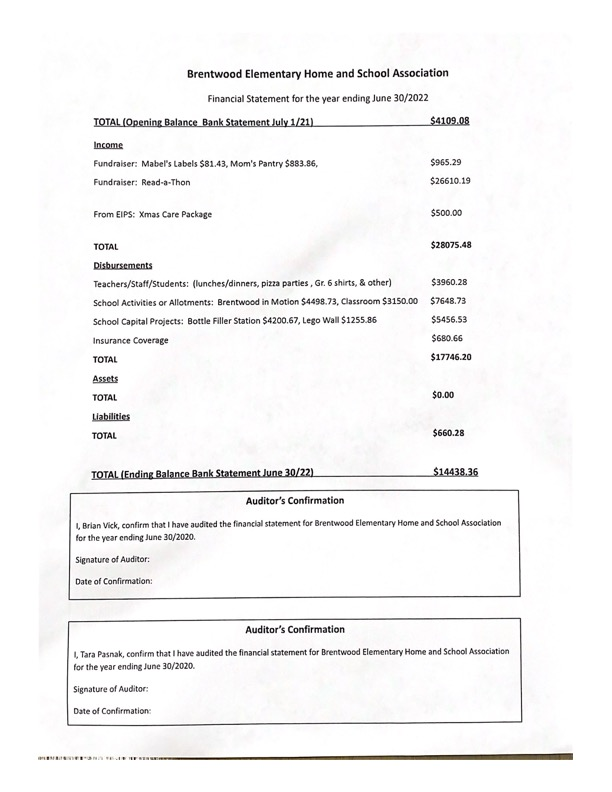 Brentwood Elementary Home and School Association
Financial Statement for the year ending June 30/2022
TOTAL (Opening Balance Bank Statement July 1/21) $4109.08
Income
Fundraiser: Mabel's Labels $81.43, Mom's Pantry $883.86, $965.29
Fundraiser: Read-a-Thon $26610.19
From EIPS: Xmas Care Package $500.00
TOTAL $28075.48
Disbursements
Teachers/Staff/Students: (lunches/dinners, pizza parties , Gr. 6 shirts, & other) $3960.28
School Activities or Allotments: Brentwood in Motion $4498.73, Classroom $3150.00 $7648.73
School Capital Projects: Bottle Filler Station $4200.67, Lego Wall $1255.86 $5456.53
Insurance Coverage $680.66
TOTAL $17746.20
Assets
TOTAL $0.00
Liabilities
TOTAL $660.28
TOTAL (Ending Balance Bank Statement June 30/22) $14438.36
Auditor's Confirmation
I, Brian Vick, confirm that I have audited the financial statement for Brentwood Elementary Home and School Association
for the year ending June 30/2020.
Signature of Auditor:
Date of Confirmation:
Auditor's Confirmation
I, Tara Pasnak, confirm that I have audited the financial statement for Brentwood Elementary Home and School Association
for the year ending June 30/2020.
Signature of Auditor:
Date of Confirmation: